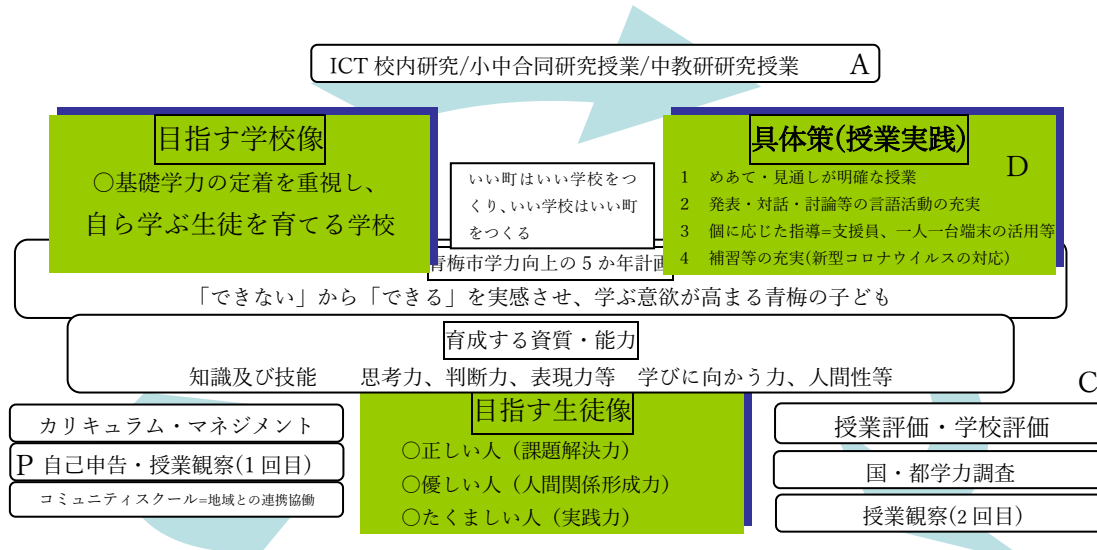 ICT 校内研究/小中合同研究授業/中教研研究授業 A
目指す学校像
○基礎学力の定着を重視し、
自ら学ぶ生徒を育てる学校
いい町はいい学校をつ
くり、いい学校はいい町
をつくる
具体策(授業実践)
D
1 めあて・見通しが明確な授業
2 発表・対話・討論等の言語活動の充実
3 個に応じた指導=支援員、一人一台端末の活用等
4 補習等の充実(新型コロナウイルスの対応)
青梅市学力向上の5か年計画
「できない」から「できる」を実感させ、学ぶ意欲が高まる青梅の子ども
育成する資質・能力
知識及び技能 思考力、判断力、表現力等 学びに向かう力、人間性等
カリキュラム・マネジメント
P 自己申告・授業観察(1回目)
コミュニティスクール=地域との連携協働
目指す生徒像
○正しい人（課題解決力）
○優しい人（人間関係形成力）
○たくましい人（実践力）
C
授業評価・学校評価
国・都学力調査
授業観察(2回目)